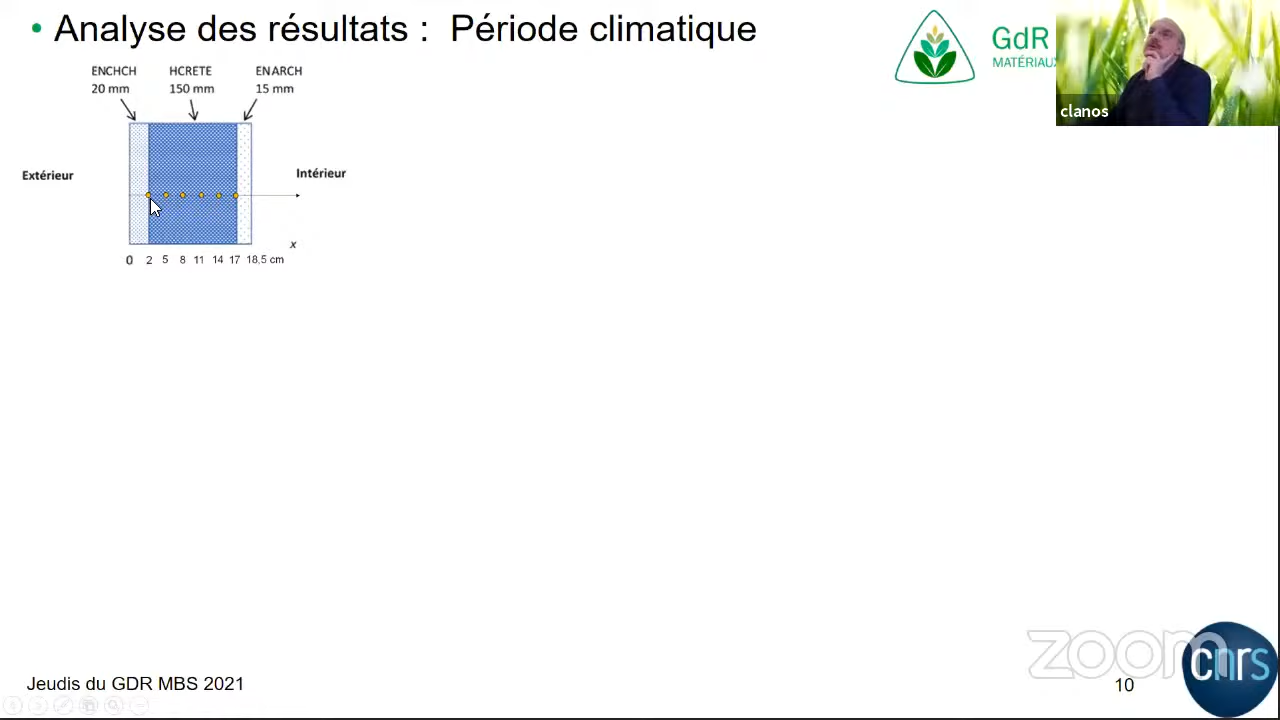 • Analyse des résultats : Période climatique
GdR
MATÉRIAUX
clanos
ENCHCH HCRETE ENARCH
20 mm 150 mm 15 mm
Extérieur
Intérieur
x
0 2 5 8 11 14 17 18,5 cm
zoom
cnrs
Jeudis du GDR MBS 2021
10